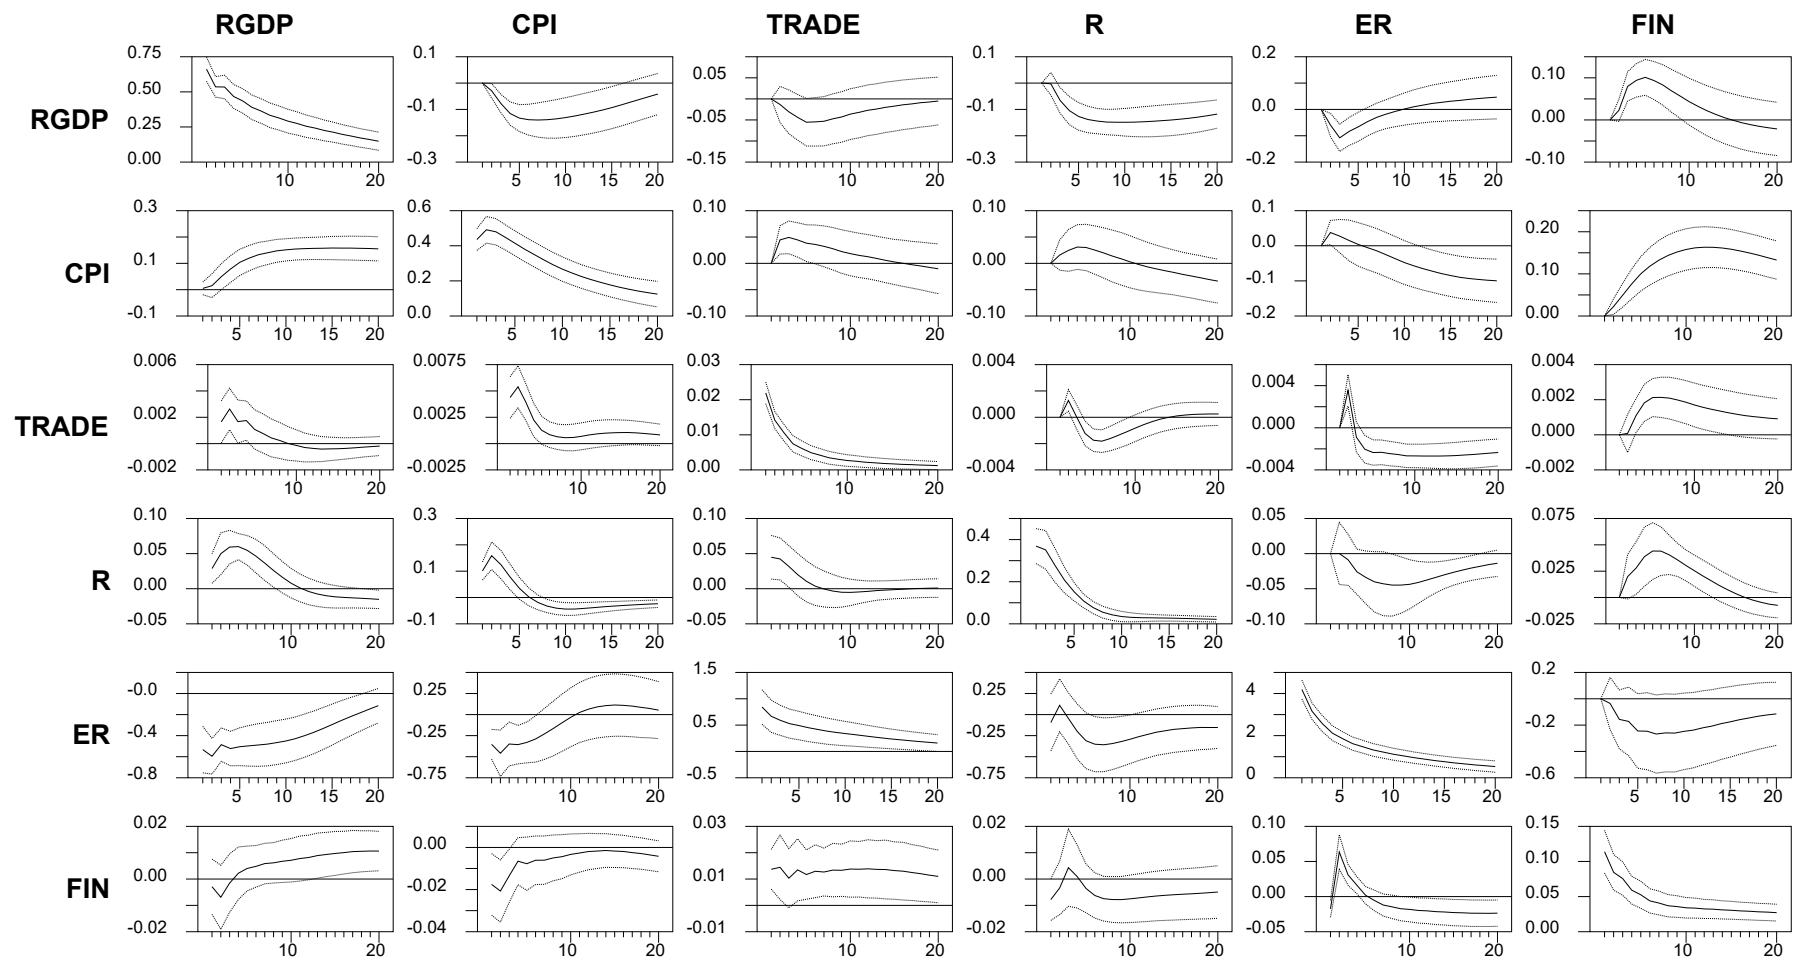 RGDP CPI TRADE R ER FIN
RGDP
0.75 0.50 0.25 0.00 10 20
0.1 -0.1 -0.3 5 10 15 20
0.05 -0.05 -0.15 10 20
0.1 -0.1 -0.3 5 10 15 20
0.2 0.0 -0.2 5 10 15 20
0.10 0.00 -0.10 10 20
CPI
0.3 0.1 -0.1 5 10 15 20
0.6 0.4 0.2 0.0 5 10 15 20
0.10 0.00 -0.10 10 20
0.10 0.00 -0.10 10 20
0.1 0.0 -0.1 -0.2 5 10 15 20
0.20 0.10 0.00 10 20
TRADE
0.006 0.002 -0.002 10 20
0.0075 0.0025 -0.0025 10 20
0.03 0.02 0.01 0.00 10 20
0.004 0.000 -0.004 10 20
0.004 0.000 -0.004 10 20
0.004 0.002 0.000 -0.002 10 20
R
0.10 0.05 0.00 -0.05 10 20
0.3 0.1 -0.1 5 10 15 20
0.10 0.05 0.00 -0.05 10 20
0.4 0.2 0.0 5 10 15 20
0.05 0.00 -0.05 -0.10 10 20
0.075 0.025 -0.025 10 20
ER
-0.0 -0.4 -0.8 5 10 15 20
0.25 -0.25 -0.75 10 20
1.5 0.5 -0.5 5 10 15 20
0.25 -0.25 -0.75 10 20
4 2 0 5 10 15 20
0.2 -0.2 -0.6 5 10 15 20
FIN
0.02 0.00 -0.02 10 20
0.00 -0.02 -0.04 10 20
0.03 0.01 -0.01 10 20
0.02 0.00 -0.02 10 20
0.10 0.05 0.00 -0.05 10 20
0.15 0.10 0.05 0.00 10 20